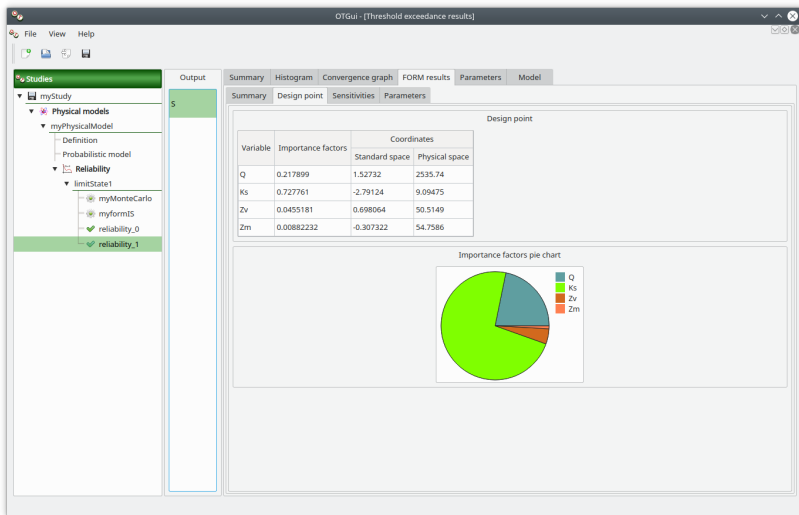 OTGui - [Threshold exceedance results]
File View Help
Studies
myStudy
Physical models
myPhysicalModel
Definition
Probabilistic model
Reliability
limitState1
myMonteCarlo
myformIS
reliability_0
reliability_1
Output
S
Summary Histogram Convergence graph FORM results Parameters Model
Summary Design point Sensitivities Parameters
Design point
Variable Importance factors Coordinates
Standard space Physical space
Q 0.217899 1.52732 2535.74
Ks 0.727761 -2.79124 9.09475
Zv 0.0455181 0.698064 50.5149
Zm 0.00882232 -0.307322 54.7586
Importance factors pie chart
Q
Ks
Zv
Zm